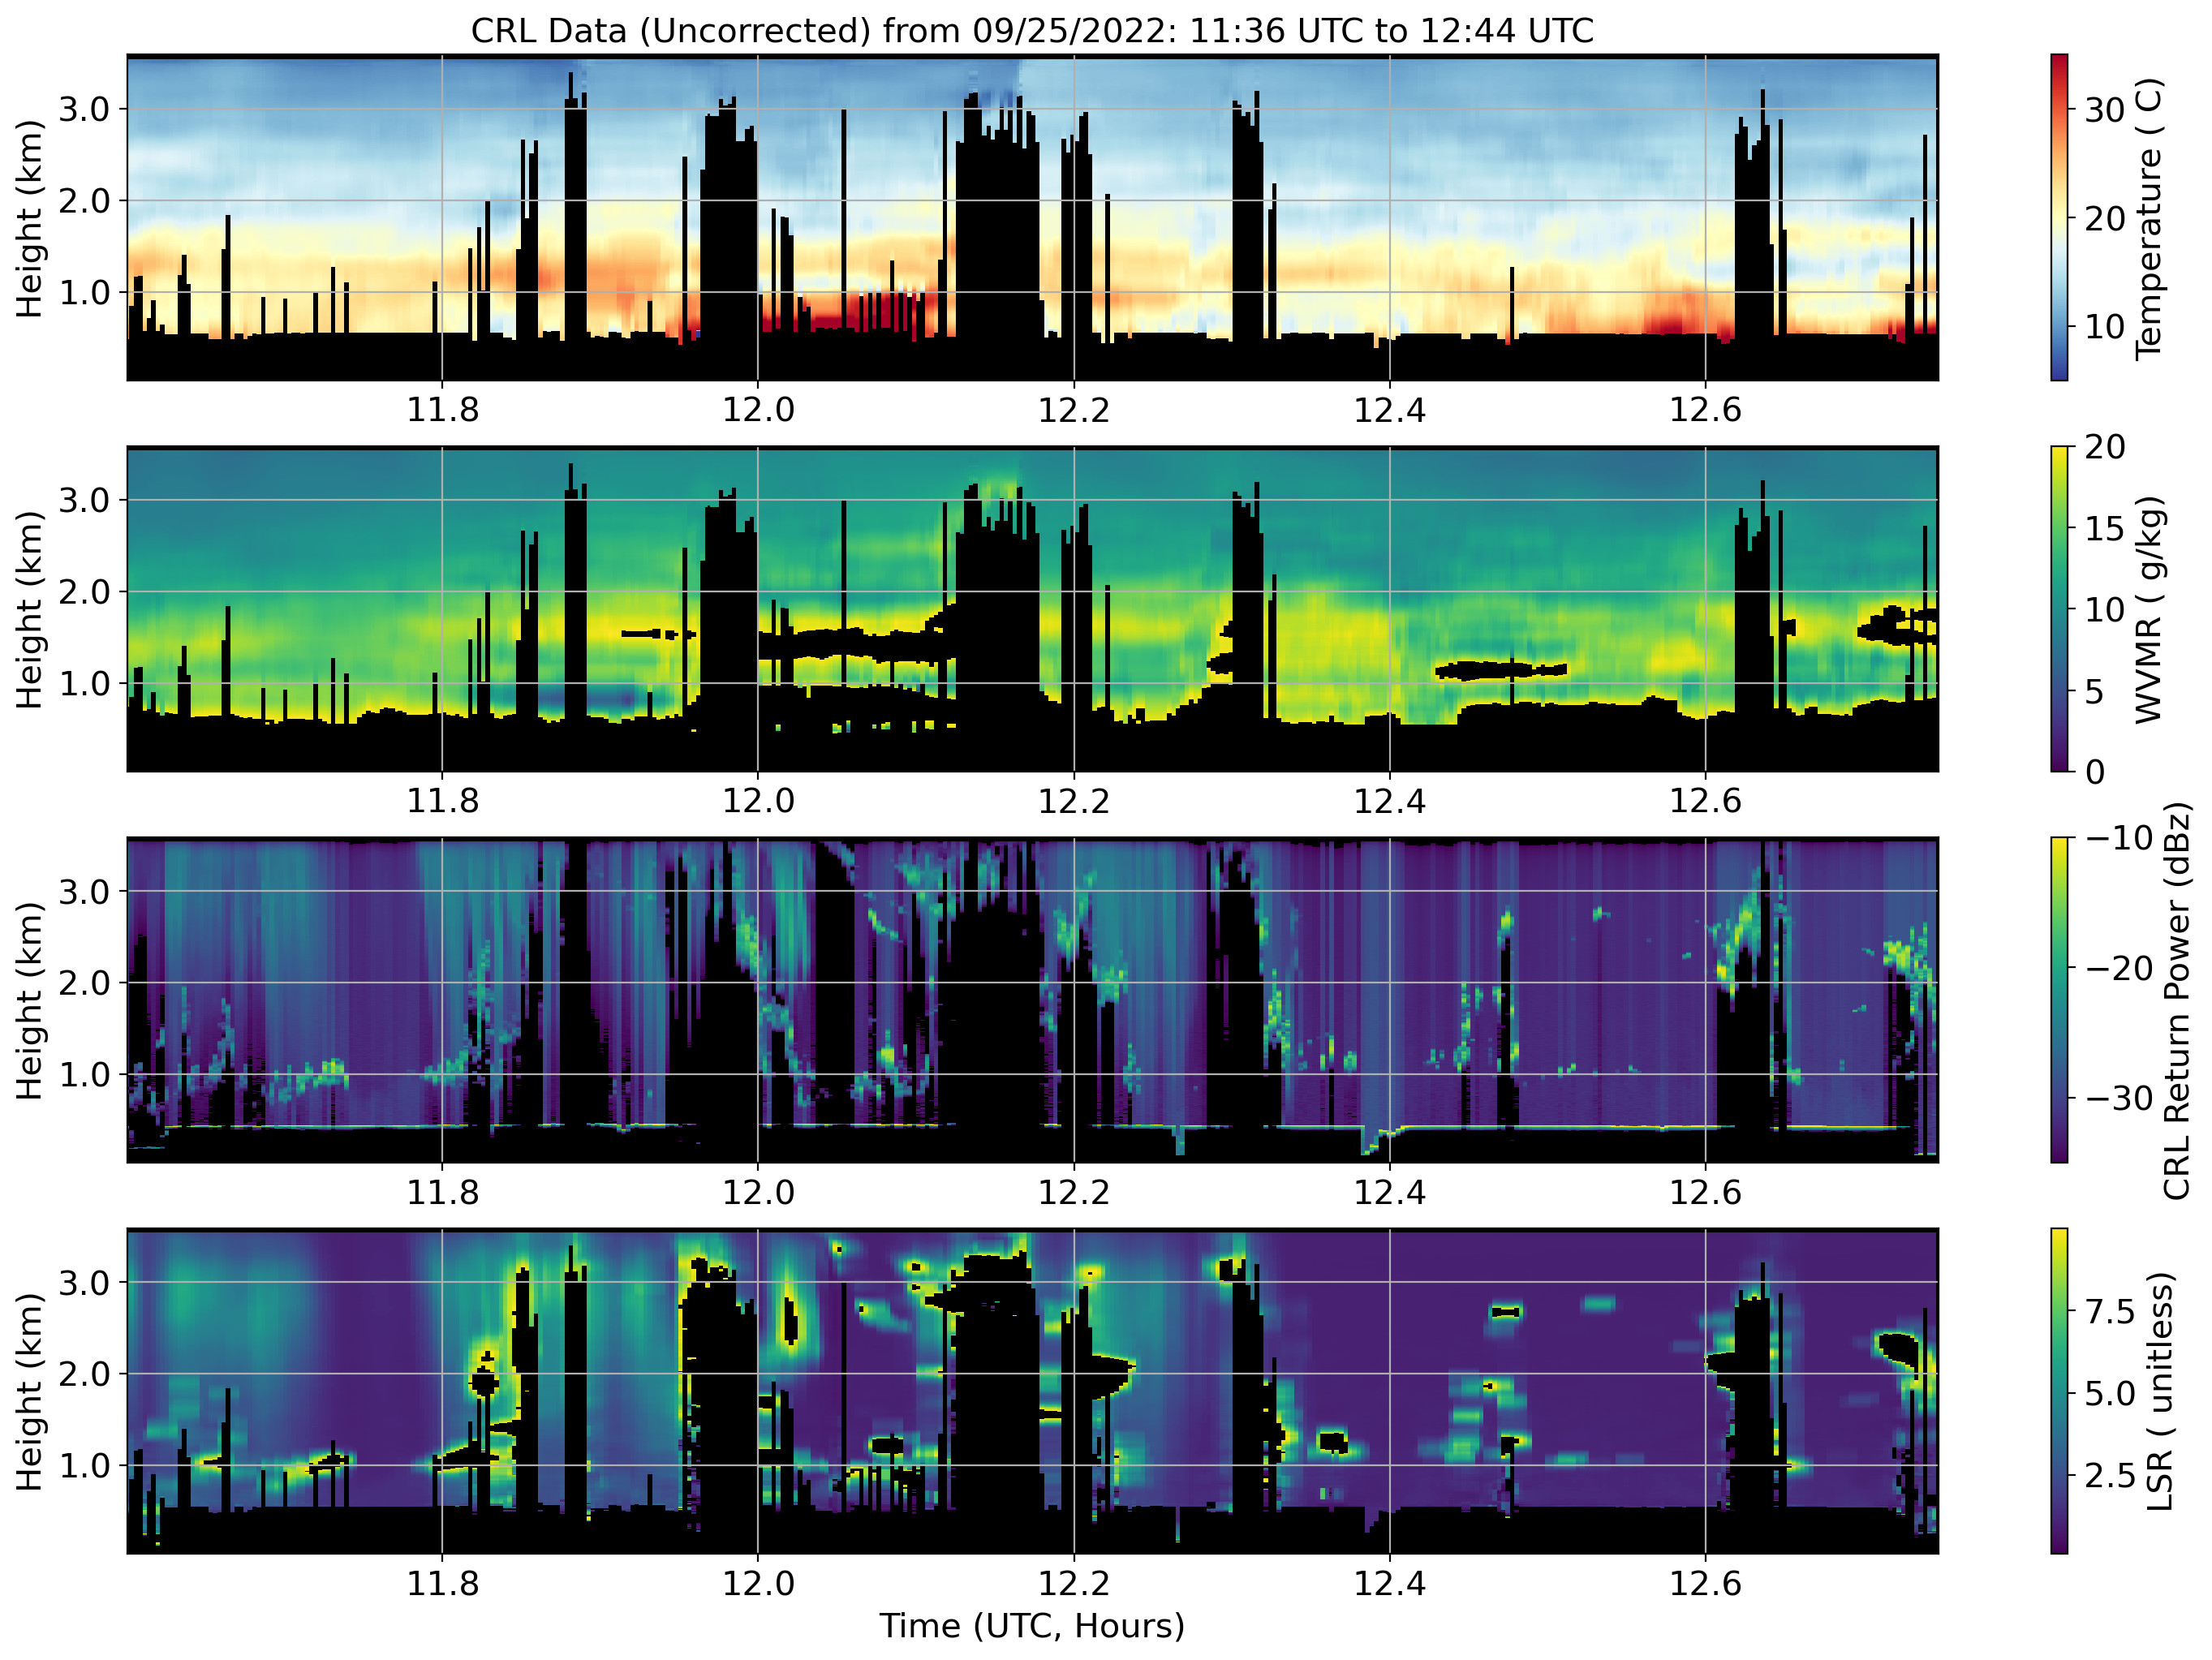 CRL Data (Uncorrected) from 09/25/2022: 11:36 UTC to 12:44 UTC
Height (km)
3.0
2.0
1.0
11.8 12.0 12.2 12.4 12.6
30
20
10
Temperature ( C)
Height (km)
3.0
2.0
1.0
11.8 12.0 12.2 12.4 12.6
20
15
10
5
0
WVMR ( g/kg)
Height (km)
3.0
2.0
1.0
11.8 12.0 12.2 12.4 12.6
−10
−20
−30
CRL Return Power (dBz)
Height (km)
3.0
2.0
1.0
11.8 12.0 12.2 12.4 12.6
7.5
5.0
2.5
LSR ( unitless)
Time (UTC, Hours)